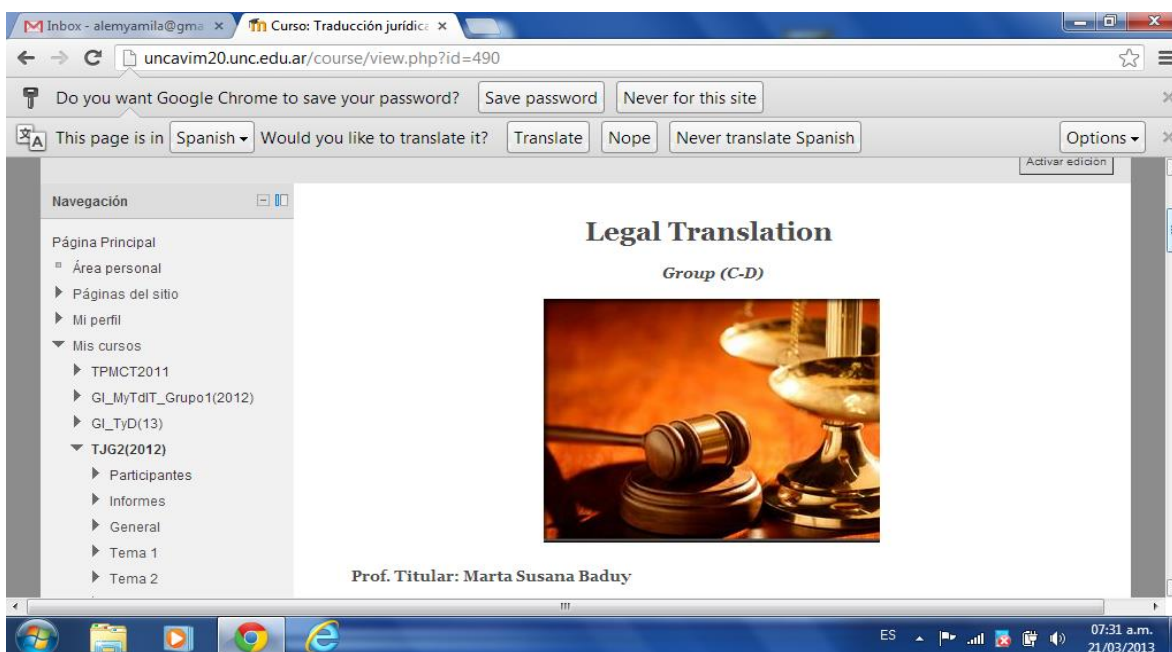 Inbox - alemyamila@gma
Curso: Traducción jurídica
uncavim20.unc.edu.ar/course/view.php?id=490
Do you want Google Chrome to save your password? Save password Never for this site
This page is in Spanish Would you like to translate it? Translate Nope Never translate Spanish Options
Activar edición
Navegación
Página Principal
Área personal
Páginas del sitio
Mi perfil
Mis cursos
TPMCT2011
GI_MyTdIT_Grupo1(2012)
GI_TyD(13)
TJG2(2012)
Participantes
Informes
General
Tema 1
Tema 2
Legal Translation
Group (C-D)
Prof. Titular: Marta Susana Baduy
ES
07:31 a.m.
21/03/2013